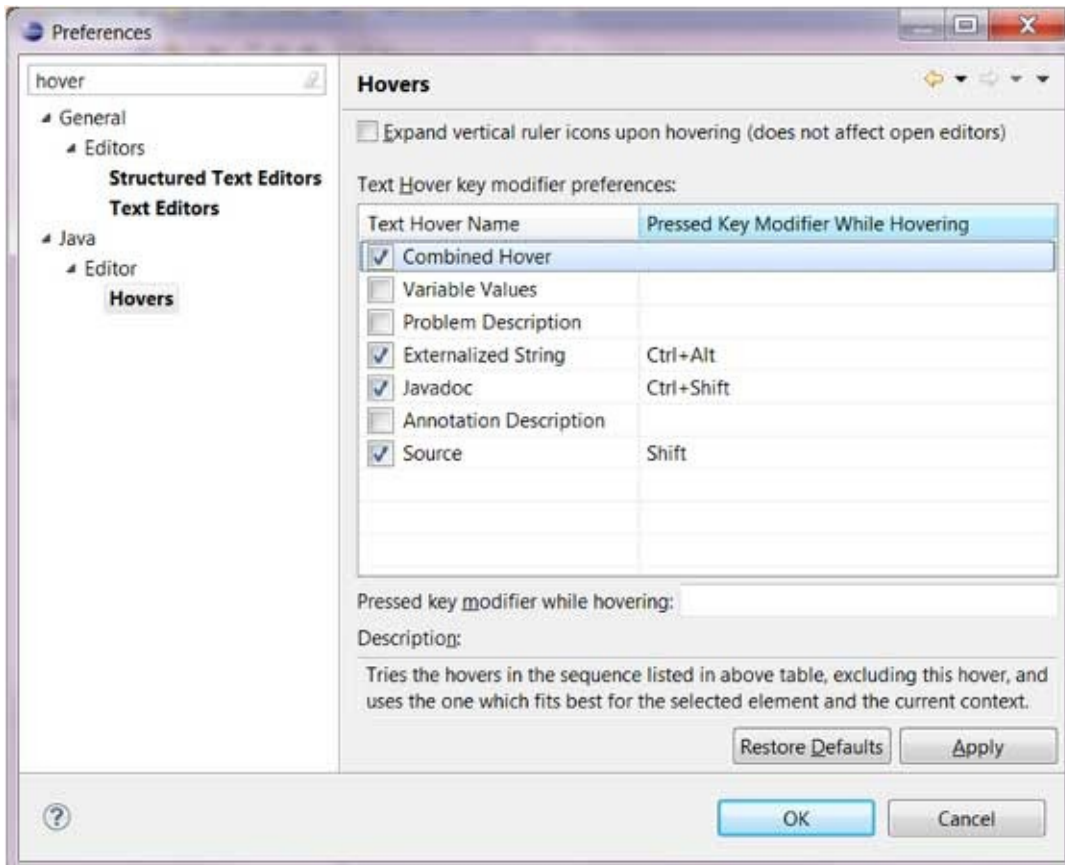 Preferences
hover
General
Editors
Structured Text Editors
Text Editors
Java
Editor
Hovers
Hovers
Expand vertical ruler icons upon hovering (does not affect open editors)
Text Hover key modifier preferences:
Text Hover Name Pressed Key Modifier While Hovering
Combined Hover
Variable Values
Problem Description
Externalized String Ctrl+Alt
Javadoc Ctrl+Shift
Annotation Description
Source Shift
Pressed key modifier while hovering:
Description:
Tries the hovers in the sequence listed in above table, excluding this hover, and
uses the one which fits best for the selected element and the current context.
Restore Defaults Apply
? OK Cancel